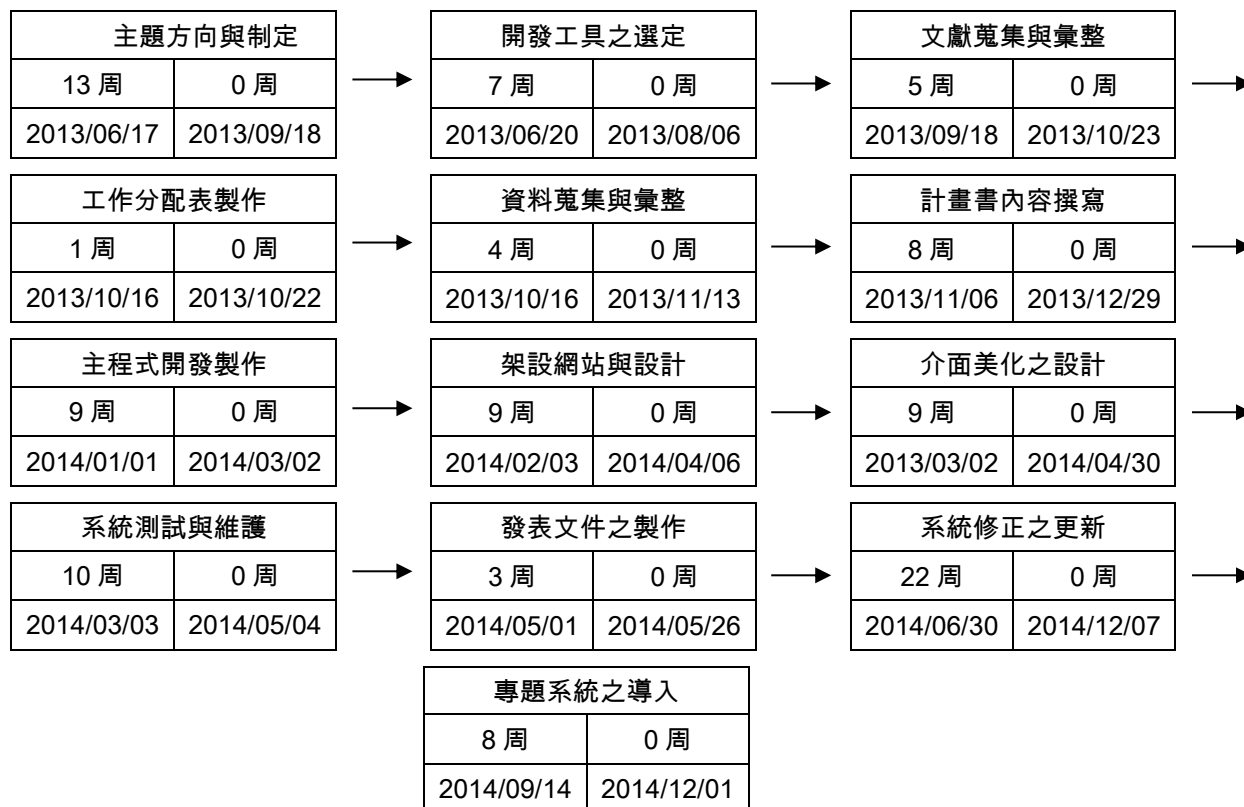 主題方向與制定 開發工具之選定 文獻蒐集與彙整
13 周 0 周 7 周 0 周 5 周 0 周
2013/06/17 2013/09/18 2013/06/20 2013/08/06 2013/09/18 2013/10/23
工作分配表製作 資料蒐集與彙整 計畫書內容撰寫
1 周 0 周 4 周 0 周 8 周 0 周
2013/10/16 2013/10/22 2013/10/16 2013/11/13 2013/11/06 2013/12/29
主程式開發製作 架設網站與設計 介面美化之設計
9 周 0 周 9 周 0 周 9 周 0 周
2014/01/01 2014/03/02 2014/02/03 2014/04/06 2013/03/02 2014/04/30
系統測試與維護 發表文件之製作 系統修正之更新
10 周 0 周 3 周 0 周 22 周 0 周
2014/03/03 2014/05/04 2014/05/01 2014/05/26 2014/06/30 2014/12/07
專題系統之導入
8 周 0 周
2014/09/14 2014/12/01